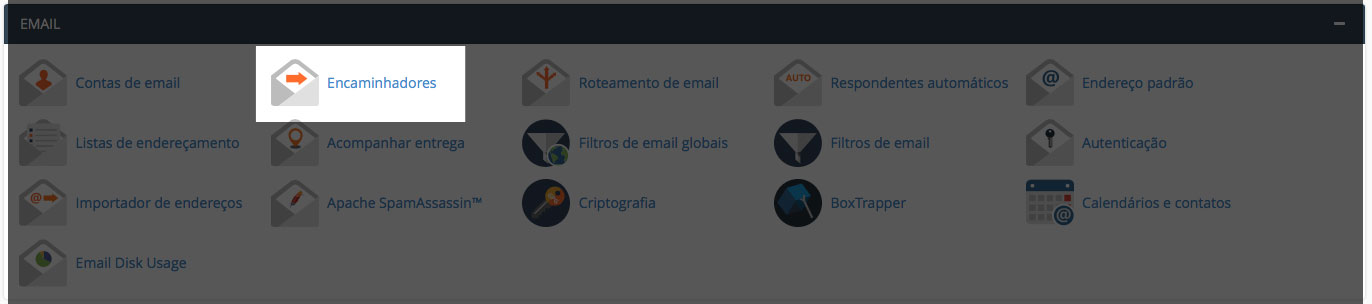 EMAIL
Contas de email
Encaminhadores
Roteamento de email
AUTO
Respondentes automáticos
@
Endereço padrão
Listas de endereçamento
Acompanhar entrega
Filtros de email globais
Filtros de email
Autenticação
@
Importador de endereços
Apache SpamAssassin™
Criptografia
BoxTrapper
@
Calendários e contatos
Email Disk Usage